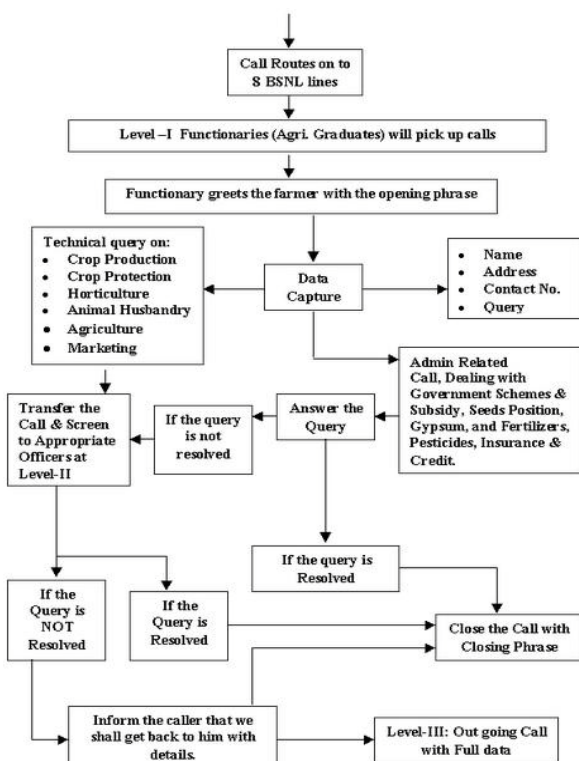 Call Routes on to
8 BSNL lines
Level –I Functionaries (Agri. Graduates) will pick up calls
Functionary greets the farmer with the opening phrase
Technical query on:
• Crop Production
• Crop Protection
• Horticulture
• Animal Husbandry
• Agriculture
• Marketing
Data
Capture
• Name
• Address
• Contact No.
• Query
Admin Related
Call, Dealing with
Government Schemes &
Subsidy, Seeds Position,
Gypsum, and Fertilizers,
Pesticides, Insurance &
Credit.
Answer the
Query
If the query
is not
resolved
Transfer the
Call & Screen
to Appropriate
Officers at
Level-II
If the query is
Resolved
If the
Query is
NOT
Resolved
If the
Query is
Resolved
Close the Call with
Closing Phrase
Inform the caller that we
shall get back to him with
details.
Level-III: Out going Call
with Full data